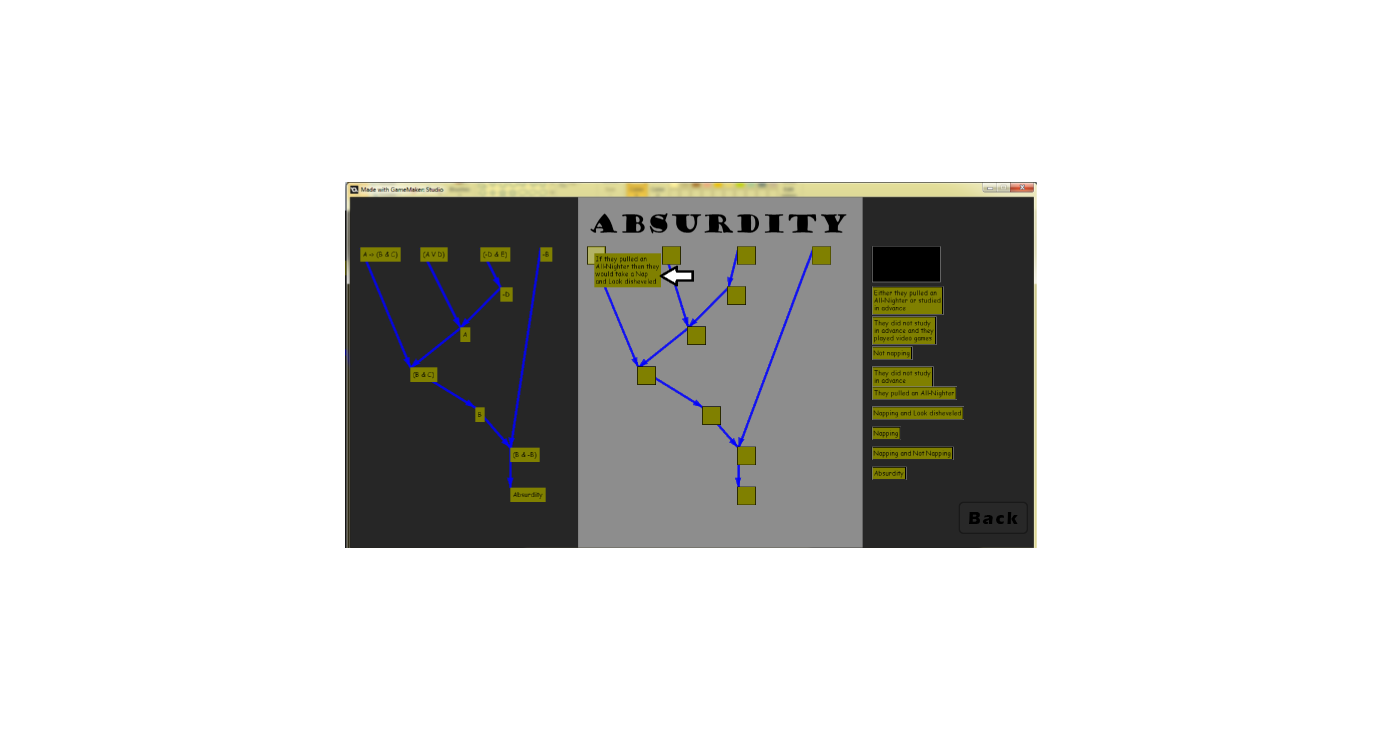 Made with GameMaker: Studio
ABSURDITY
A -> (B & C)
(A V D)
(-D & E)
-B
-D
A
(B & C)
B
(B & -B)
Absurdity
If they pulled an
All-Nighter then they
would take a Nap
and Look disheveled
Either they pulled an
All-Nighter or studied
in advance
They did not study
in advance and they
played video games
Not napping
They did not study
in advance
They pulled an All-Nighter
Napping and Look disheveled
Napping
Napping and Not Napping
Absurdity
Back